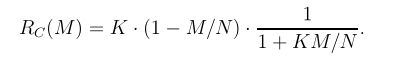 R_C(M) = K · (1 − M/N) · \frac{1}{1 + KM/N}.